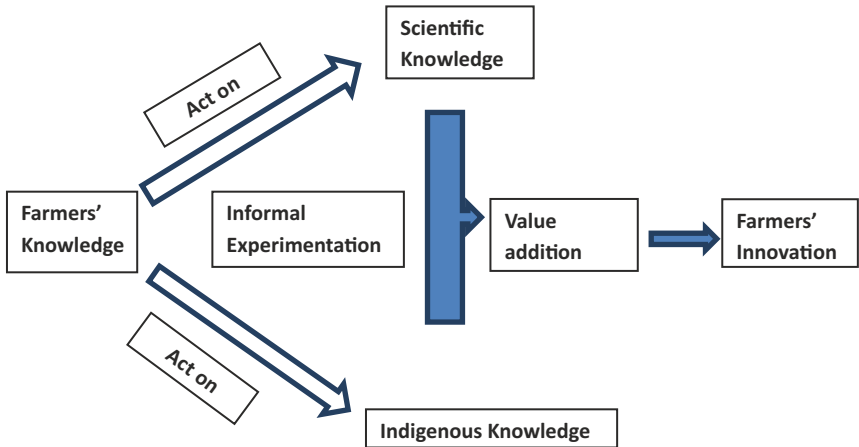 Scientific
Knowledge
Act on
Farmers’
Knowledge
Informal
Experimentation
Value
addition
Farmers’
Innovation
Act on
Indigenous Knowledge